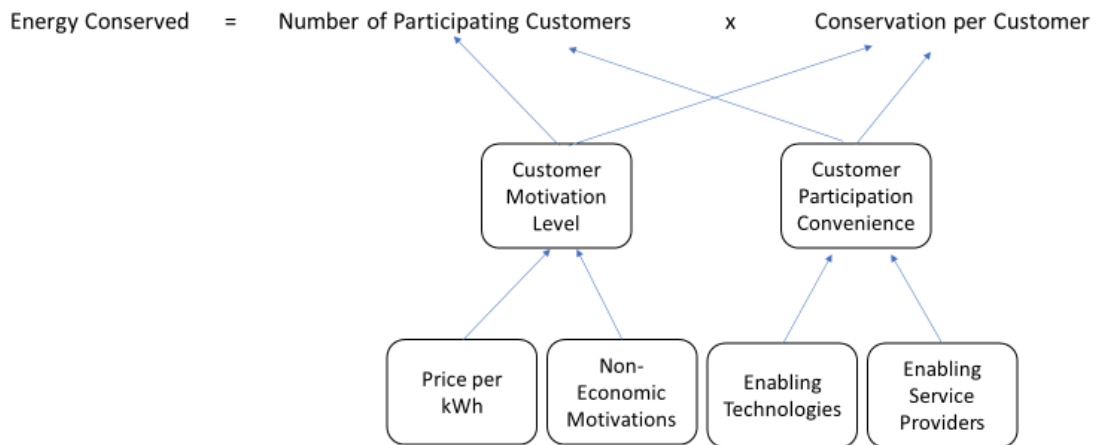 Energy Conserved = Number of Participating Customers x Conservation per Customer
Customer
Motivation
Level
Customer
Participation
Convenience
Price per
kWh
Non-
Economic
Motivations
Enabling
Technologies
Enabling
Service
Providers